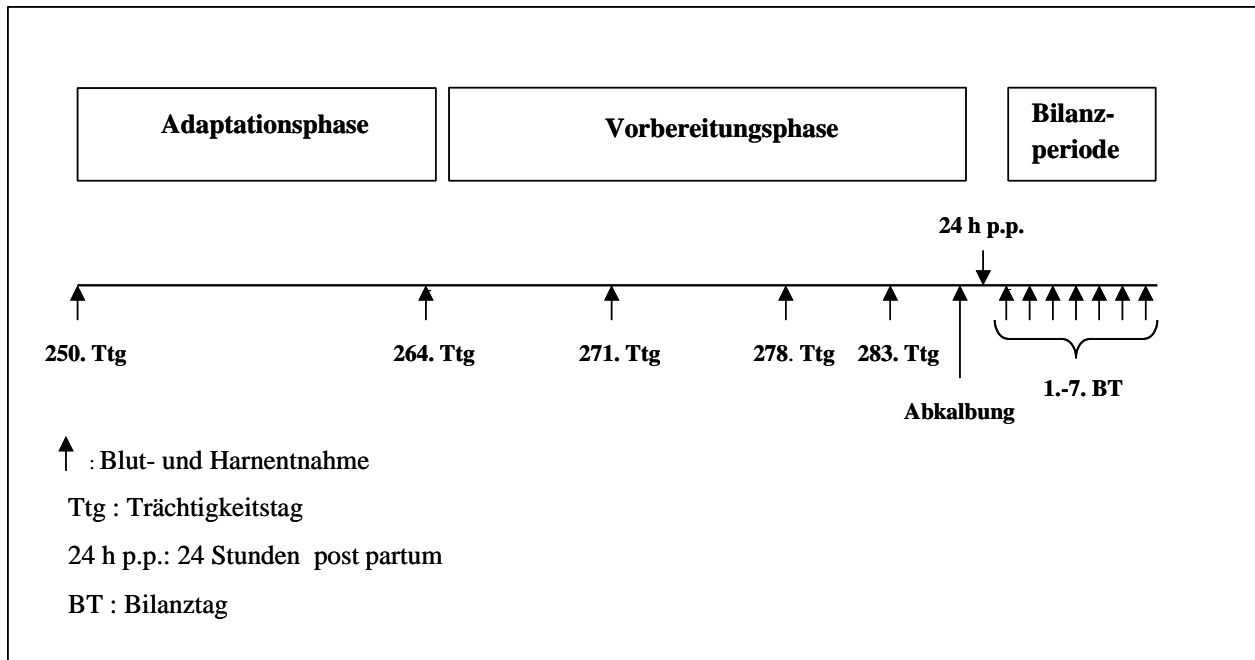 Adaptationsphase
Vorbereitungsphase
Bilanz-
periode
24 h p.p.
250. Ttg
264. Ttg
271. Ttg
278. Ttg
283. Ttg
1.-7. BT
Abkalbung
: Blut- und Harnentnahme
Ttg : Trächtigkeitstag
24 h p.p.: 24 Stunden post partum
BT : Bilanztag